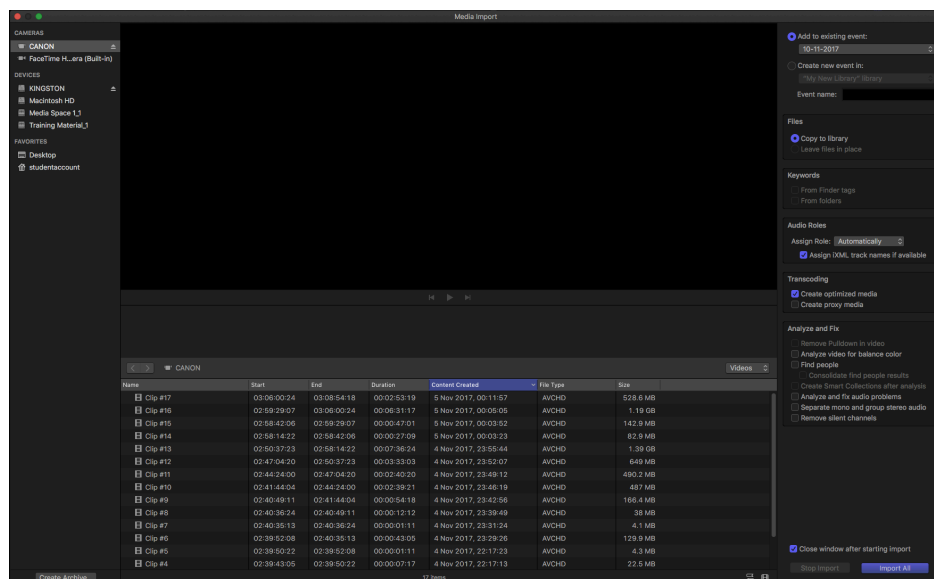 Media Import
CAMERAS
CANON
FaceTime H...era (Built-in)
DEVICES
KINGSTON
Macintosh HD
Media Space 1_1
Training Material_1
FAVORITES
Desktop
studentaccount
CANON
Videos
Name Start End Duration Content Created File Type Size
Clip #17 03:06:00:24 03:08:54:18 00:02:53:19 5 Nov 2017, 00:11:57 AVCHD 528.6 MB
Clip #16 02:59:29:07 03:06:00:24 00:06:31:17 5 Nov 2017, 00:05:05 AVCHD 1.19 GB
Clip #15 02:58:42:06 02:59:29:07 00:00:47:01 5 Nov 2017, 00:03:52 AVCHD 142.9 MB
Clip #14 02:58:14:22 02:58:42:06 00:00:27:09 5 Nov 2017, 00:03:23 AVCHD 82.9 MB
Clip #13 02:50:37:23 02:58:14:22 00:07:36:24 4 Nov 2017, 23:55:44 AVCHD 1.39 GB
Clip #12 02:47:04:20 02:50:37:23 00:03:33:03 4 Nov 2017, 23:52:07 AVCHD 649 MB
Clip #11 02:44:24:00 02:47:04:20 00:02:40:20 4 Nov 2017, 23:49:12 AVCHD 490.2 MB
Clip #10 02:41:44:04 02:44:24:00 00:02:39:21 4 Nov 2017, 23:46:19 AVCHD 487 MB
Clip #9 02:40:49:11 02:41:44:04 00:00:54:18 4 Nov 2017, 23:42:56 AVCHD 166.4 MB
Clip #8 02:40:36:24 02:40:49:11 00:00:12:12 4 Nov 2017, 23:39:49 AVCHD 38 MB
Clip #7 02:40:35:13 02:40:36:24 00:00:01:11 4 Nov 2017, 23:31:24 AVCHD 4.1 MB
Clip #6 02:39:52:08 02:40:35:13 00:00:43:05 4 Nov 2017, 23:29:26 AVCHD 129.9 MB
Clip #5 02:39:50:22 02:39:52:08 00:00:01:11 4 Nov 2017, 22:17:23 AVCHD 4.3 MB
Clip #4 02:39:43:05 02:39:50:22 00:00:07:17 4 Nov 2017, 22:17:13 AVCHD 22.5 MB
Create Archive
17 items
Add to existing event:
10-11-2017
Create new event in:
"My New Library" library
Event name:
Files
Copy to library
Leave files in place
Keywords
From Finder tags
From folders
Audio Roles
Assign Role: Automatically
Assign iXML track names if available
Transcoding
Create optimized media
Create proxy media
Analyze and Fix
Remove Pulldown in video
Analyze video for balance color
Find people
Consolidate find people results
Create Smart Collections after analysis
Analyze and fix audio problems
Separate mono and group stereo audio
Remove silent channels
Close window after starting import
Stop Import
Import All